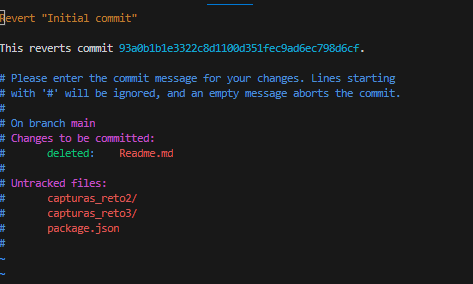 Revert "Initial commit"
This reverts commit 93a0b1b1e3322c8d1100d351fec9ad6ec798d6cf.
# Please enter the commit message for your changes. Lines starting
# with '#' will be ignored, and an empty message aborts the commit.
#
# On branch main
# Changes to be committed:
#       deleted:    Readme.md
#
# Untracked files:
#       capturas_reto2/
#       capturas_reto3/
#       package.json
#
~
~